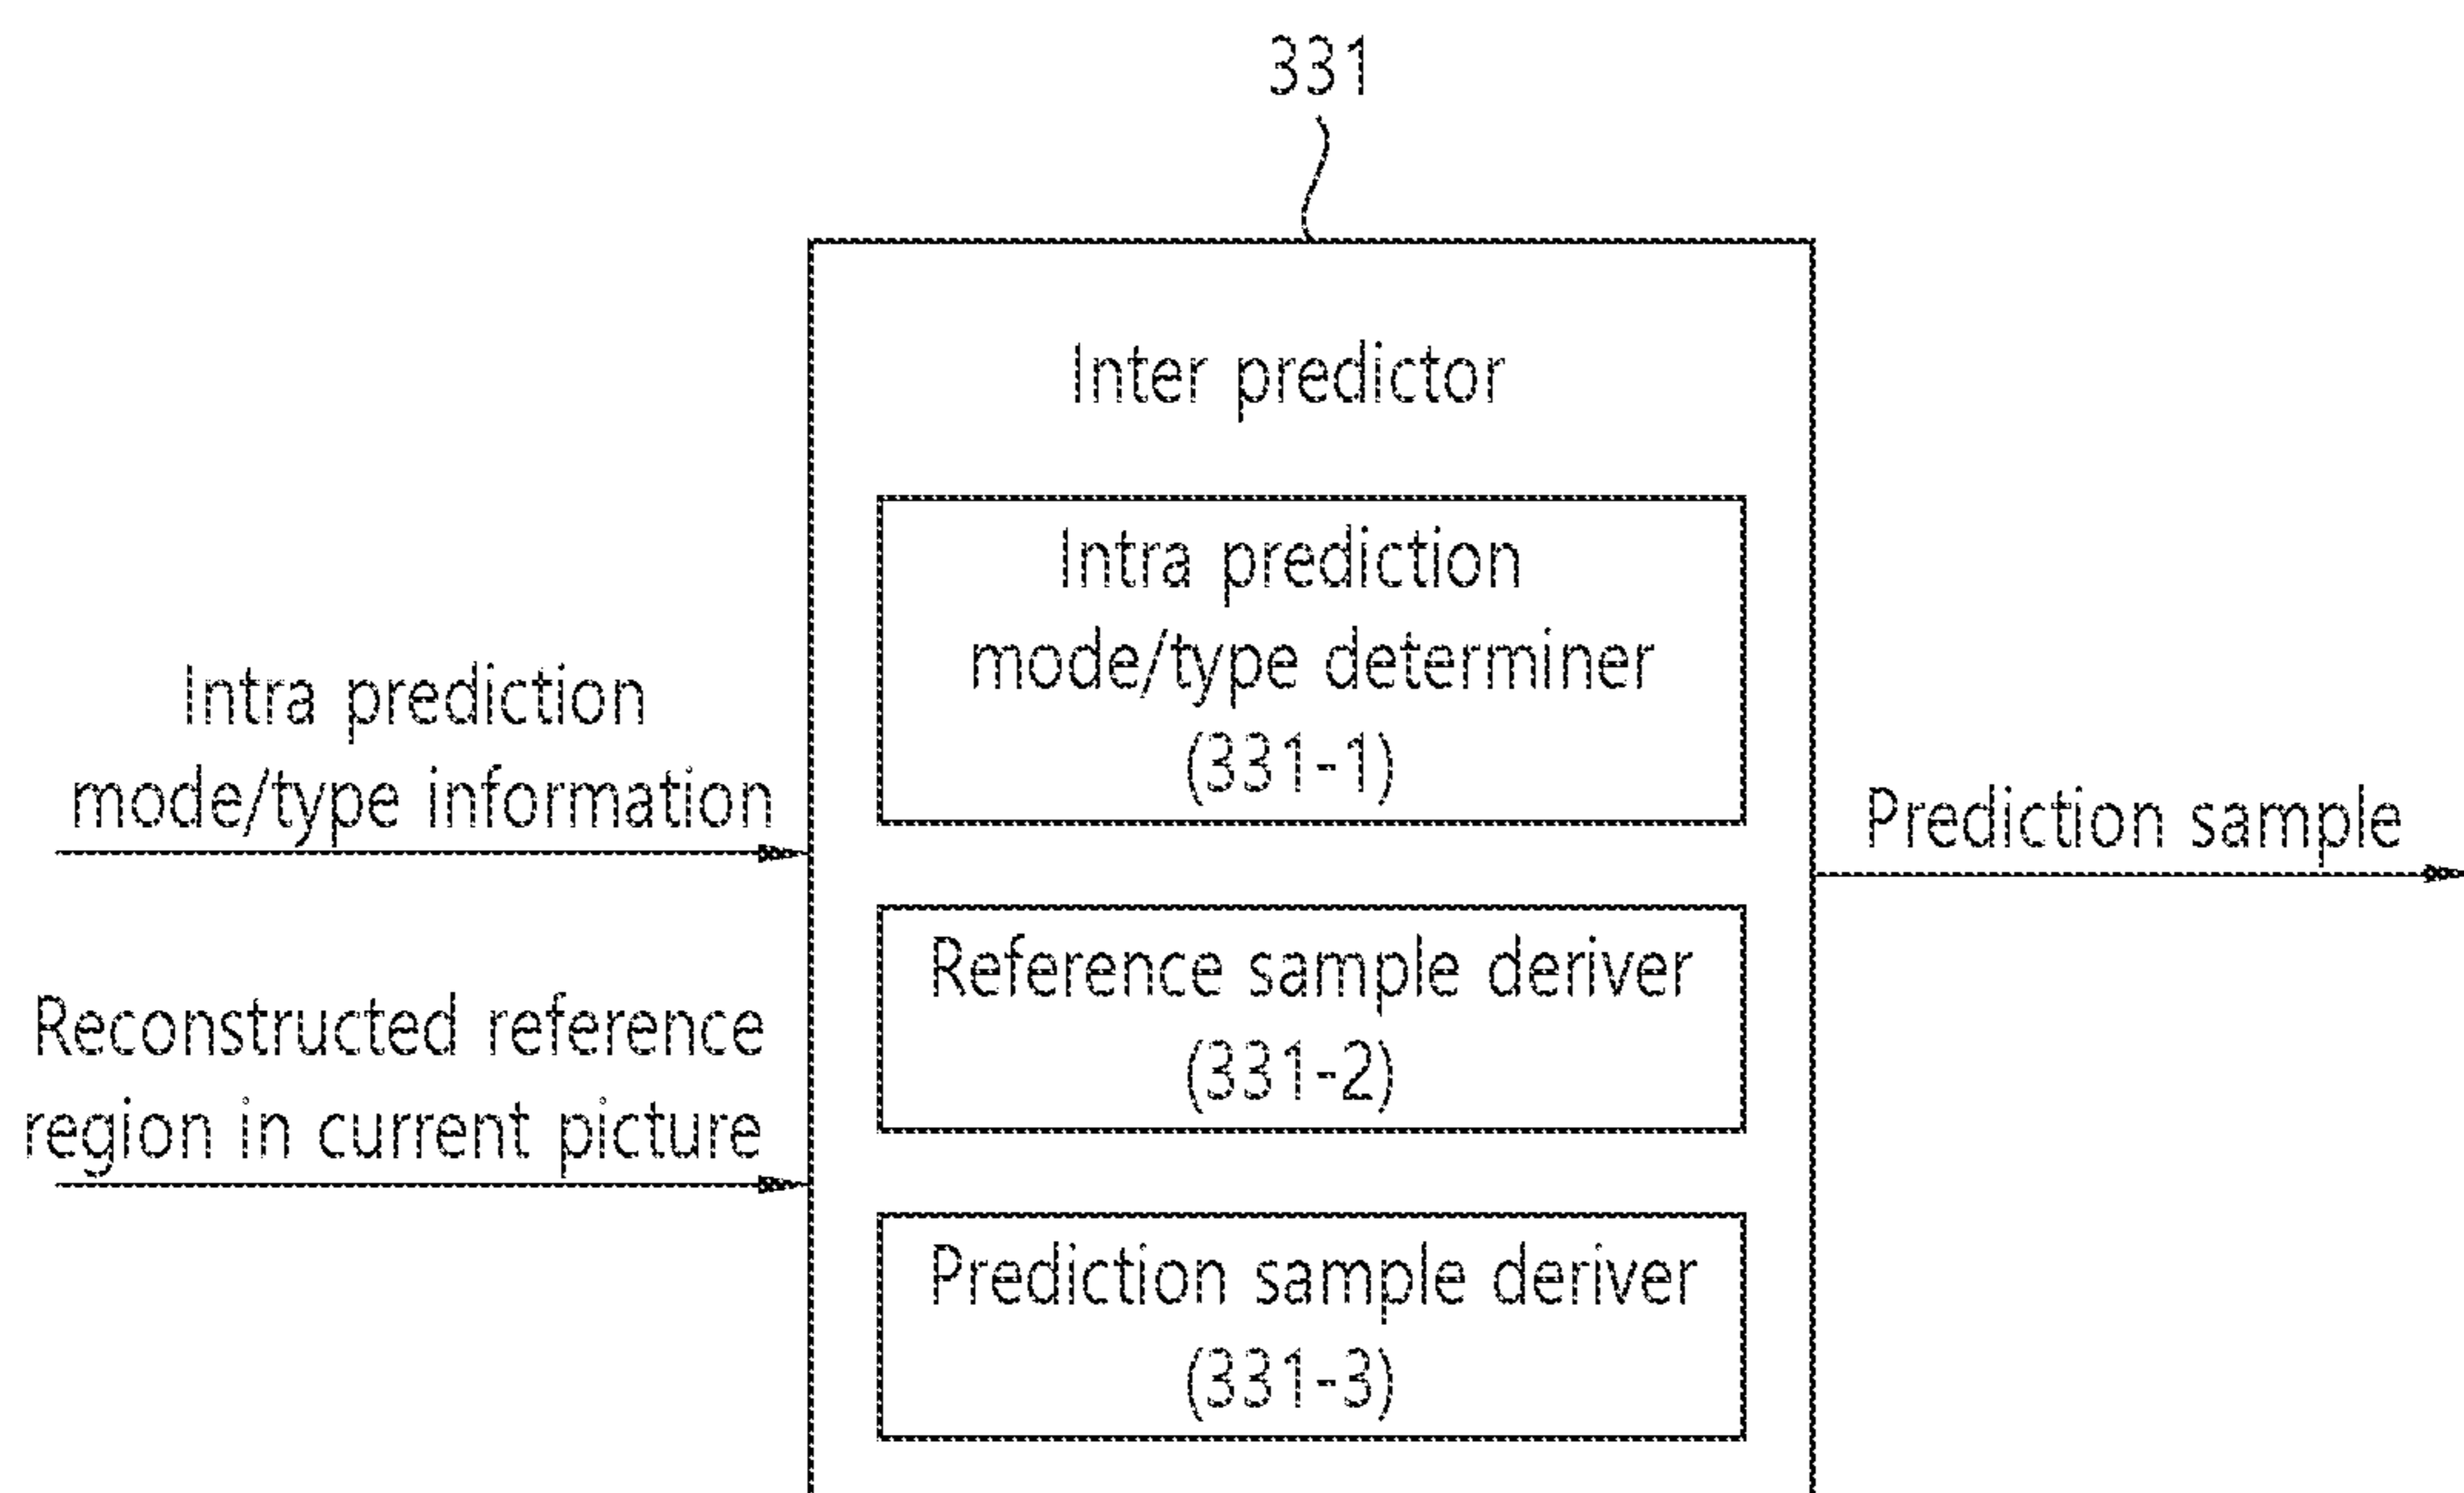 331
Inter predictor
Intra prediction
mode/type determiner
(331-1)
Intra prediction
mode/type information
Prediction sample
Reference sample deriver
(331-2)
Reconstructed reference
region in current picture
Prediction sample deriver
(331-3)